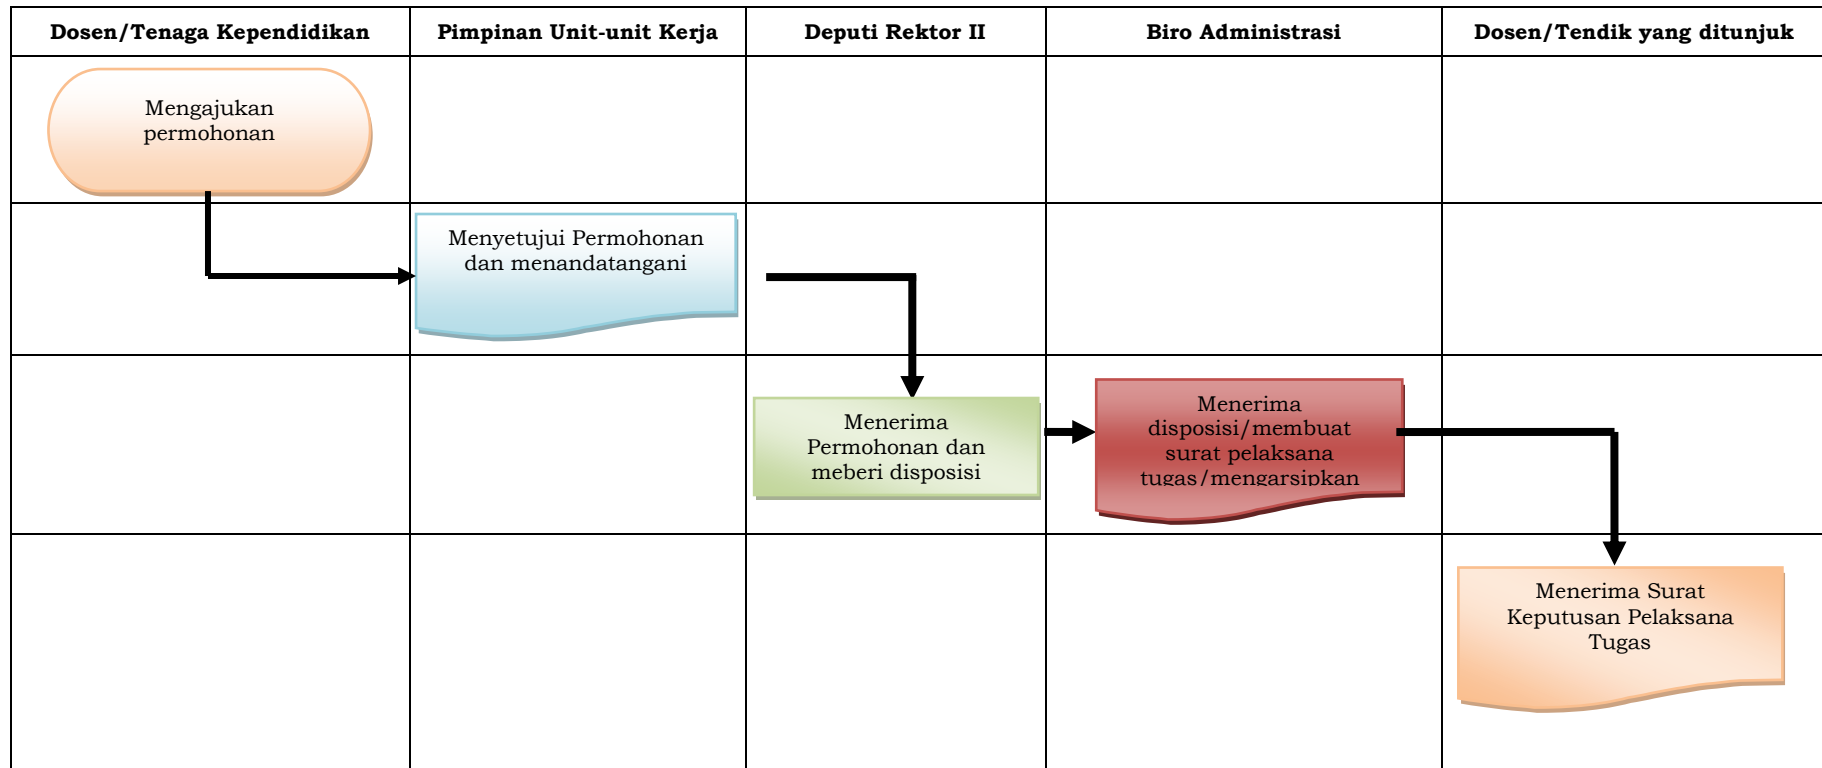 Dosen/Tenaga Kependidikan
Pimpinan Unit-unit Kerja
Deputi Rektor II
Biro Administrasi
Dosen/Tendik yang ditunjuk
Mengajukan
permohonan
Menyetujui Permohonan
dan menandatangani
Menerima
Permohonan dan
meberi disposisi
Menerima
disposisi/membuat
surat pelaksana
tugas/mengarsipkan
Menerima Surat
Keputusan Pelaksana
Tugas